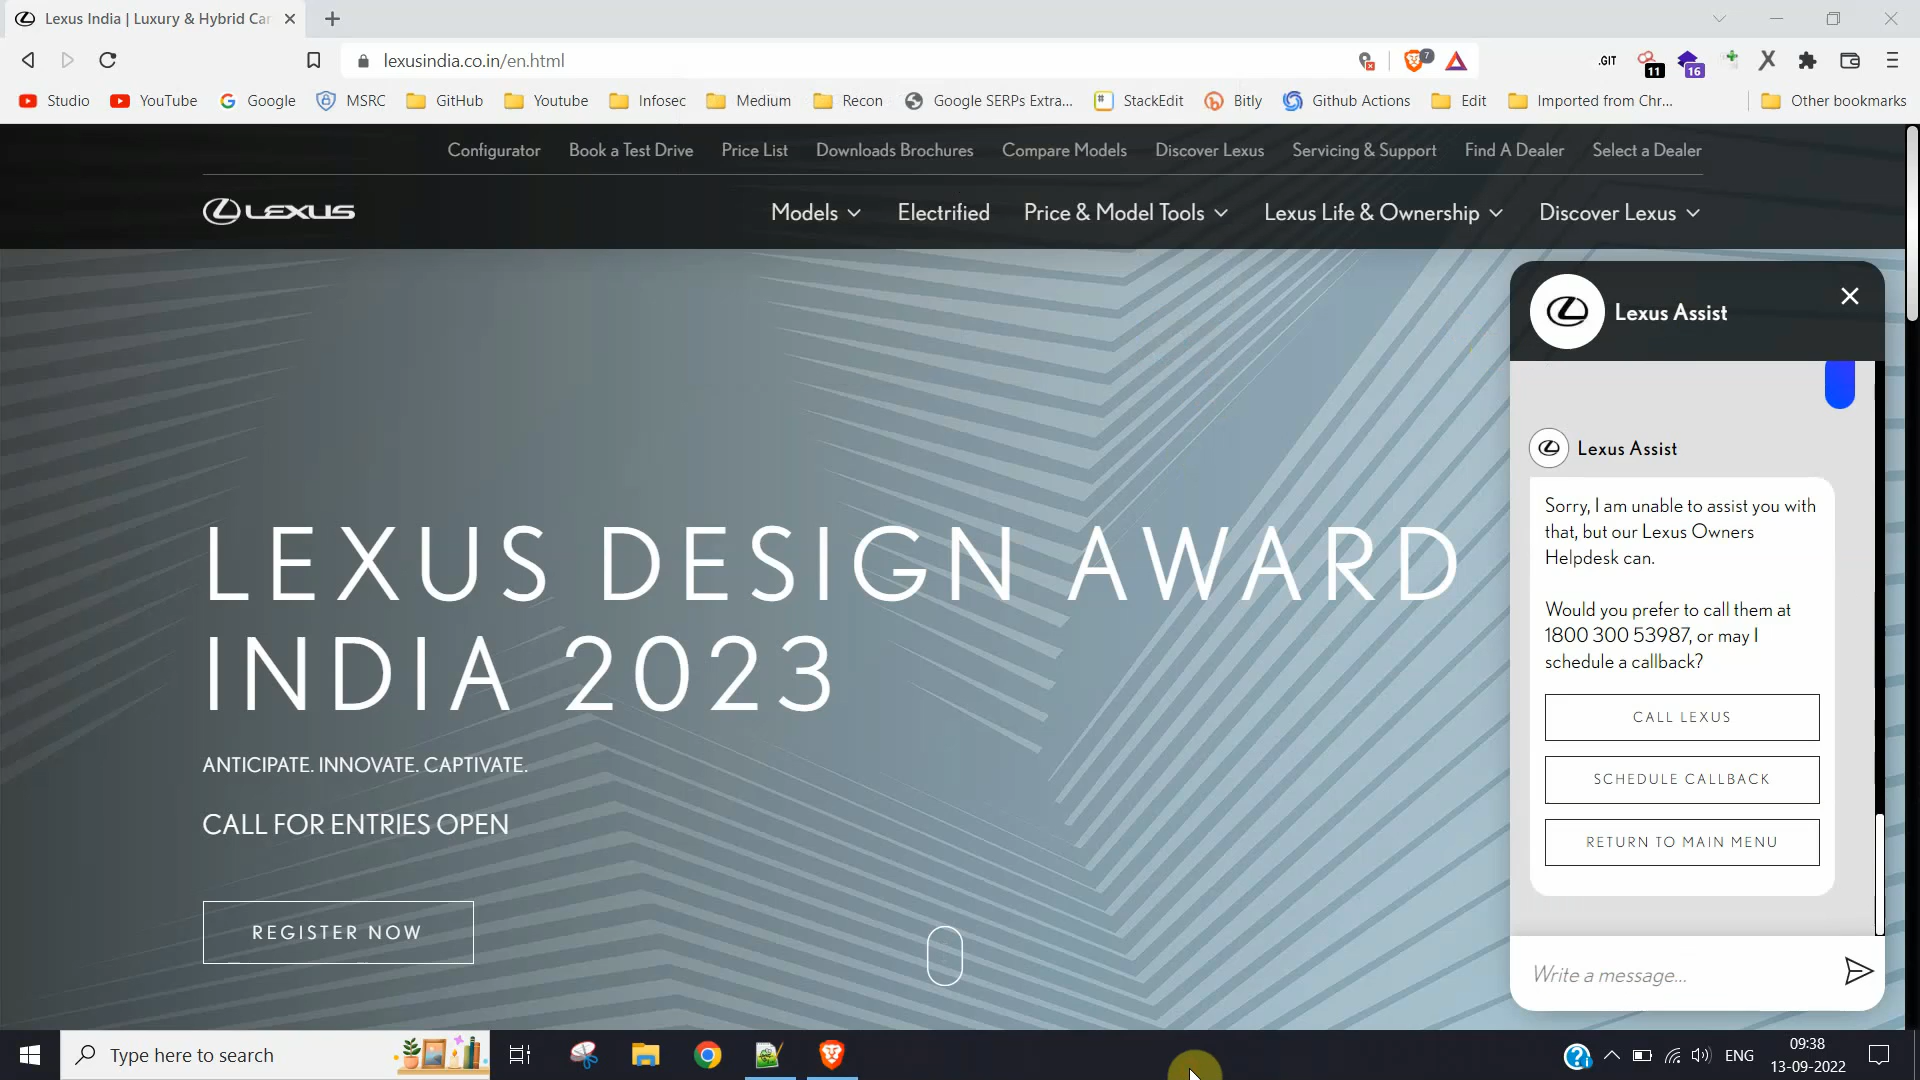 Lexus India | Luxury & Hybrid Car
lexusindia.co.in/en.html
7
.GIT
11
16
Studio
YouTube
Google
MSRC
GitHub
Youtube
Infosec
Medium
Recon
Google SERPs Extra...
StackEdit
Bitly
Github Actions
Edit
Imported from Chr...
Other bookmarks
Configurator
Book a Test Drive
Price List
Downloads Brochures
Compare Models
Discover Lexus
Servicing & Support
Find A Dealer
Select a Dealer
LEXUS
Models
Electrified
Price & Model Tools
Lexus Life & Ownership
Discover Lexus
LEXUS DESIGN AWARD
INDIA 2023
ANTICIPATE. INNOVATE. CAPTIVATE.
CALL FOR ENTRIES OPEN
REGISTER NOW
Lexus Assist
Lexus Assist
Sorry, I am unable to assist you with
that, but our Lexus Owners
Helpdesk can.
Would you prefer to call them at
1800 300 53987, or may I
schedule a callback?
CALL LEXUS
SCHEDULE CALLBACK
RETURN TO MAIN MENU
Write a message...
Type here to search
ENG
09:38
13-09-2022